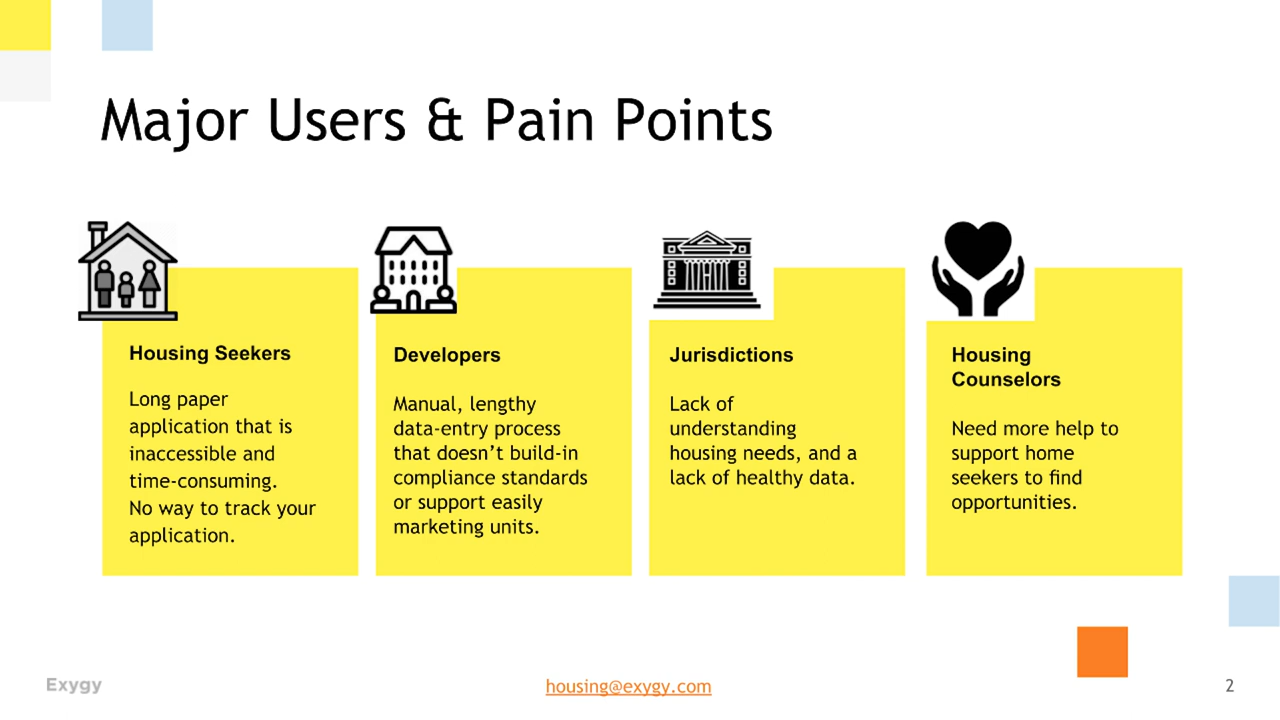 Major Users & Pain Points
Housing Seekers
Long paper
application that is
inaccessible and
time-consuming.
No way to track your
application.
Developers
Manual, lengthy
data-entry process
that doesn’t build-in
compliance standards
or support easily
marketing units.
Jurisdictions
Lack of
understanding
housing needs, and a
lack of healthy data.
Housing
Counselors
Need more help to
support home
seekers to find
opportunities.
Exygy
housing@exygy.com
2